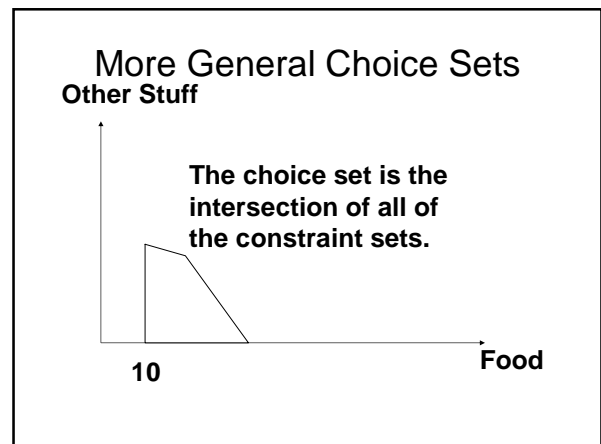 More General Choice Sets
Other Stuff
The choice set is the
intersection of all of
the constraint sets.
Food
10